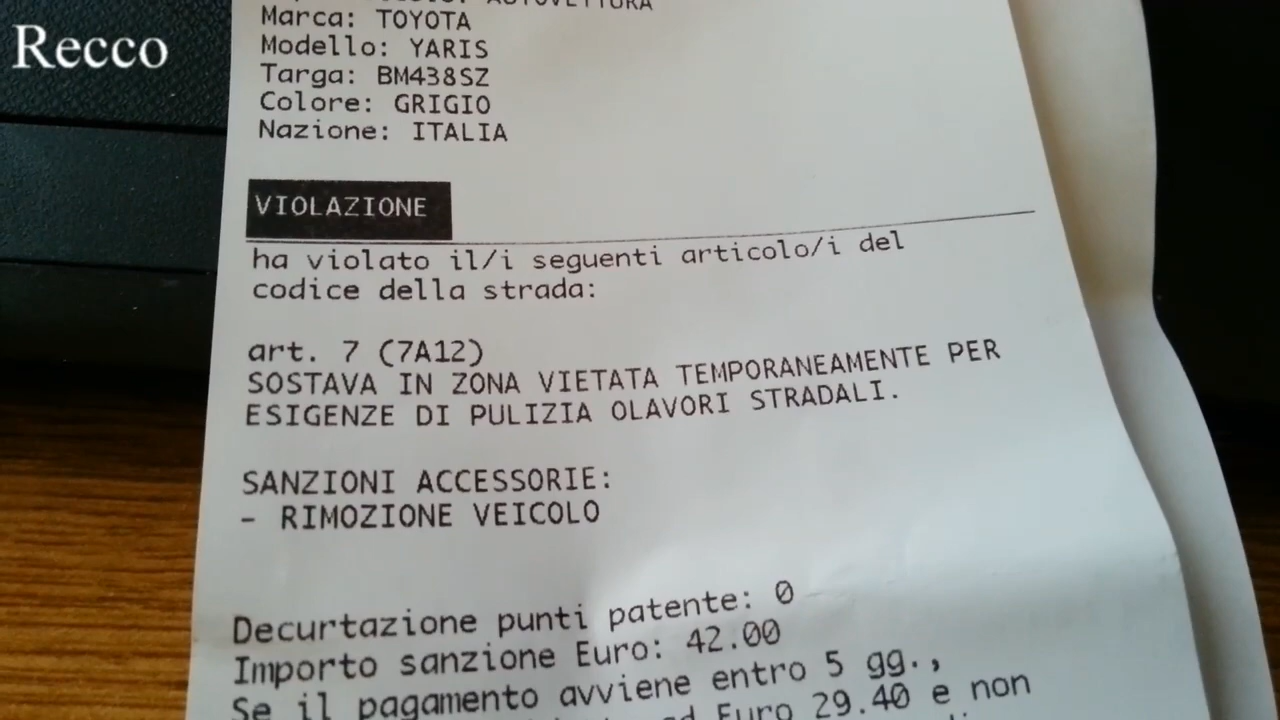 Recco
AUTOVETTURA
Marca: TOYOTA
Modello: YARIS
Targa: BM438SZ
Colore: GRIGIO
Nazione: ITALIA
VIOLAZIONE
ha violato il/i seguenti articolo/i del
codice della strada:
art. 7 (7A12)
SOSTAVA IN ZONA VIETATA TEMPORANEAMENTE PER
ESIGENZE DI PULIZIA OLAVORI STRADALI.
SANZIONI ACCESSORIE:
- RIMOZIONE VEICOLO
Decurtazione punti patente: 0
Importo sanzione Euro: 42.00
Se il pagamento avviene entro 5 gg.,
ad Euro 29.40 e non